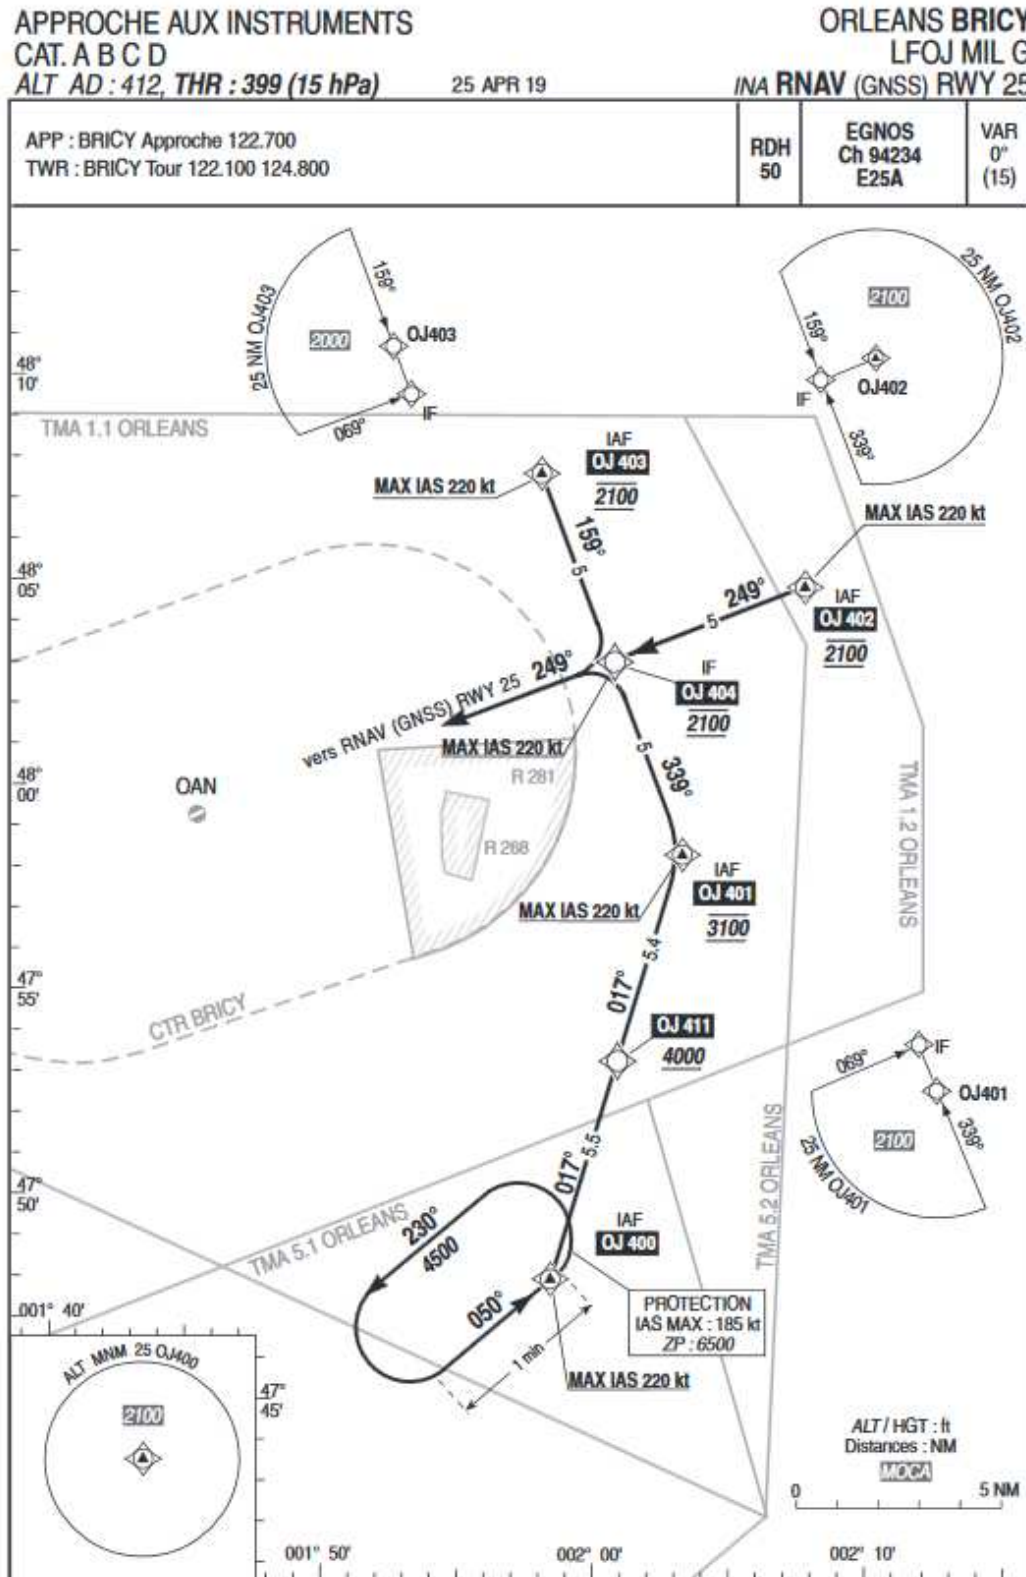 APPROCHE AUX INSTRUMENTS
CAT. A B C D
ALT AD : 412, THR : 399 (15 hPa)
25 APR 19
ORLEANS BRICY
LFOJ MIL G
INA RNAV (GNSS) RWY 25
APP : BRICY Approche 122.700
TWR : BRICY Tour 122.100 124.800
RDH
50
EGNOS
Ch 94234
E25A
VAR
0°
(15)
25 NM OJ403
159°
2000
OJ403
IF
069°
25 NM OJ402
2100
159°
OJ402
IF
339°
48°
10'
TMA 1.1 ORLEANS
IAF
OJ 403
2100
MAX IAS 220 kt
159°
5
MAX IAS 220 kt
48°
05'
249°
5
IAF
OJ 402
2100
249°
IF
OJ 404
2100
vers RNAV (GNSS) RWY 25
MAX IAS 220 kt
5
339°
R 281
48°
00'
OAN
R 268
TMA 1.2 ORLEANS
IAF
OJ 401
3100
MAX IAS 220 kt
5.4
017°
47°
55'
CTR BRICY
OJ 411
4000
069°
IF
OJ401
339°
2100
25 NM OJ401
5.5
017°
47°
50'
TMA 5.1 ORLEANS
TMA 5.2 ORLEANS
230°
4500
IAF
OJ 400
050°
PROTECTION
IAS MAX : 185 kt
ZP : 6500
1 min
MAX IAS 220 kt
001° 40'
ALT MNM 25 OJ400
2100
47°
45'
ALT / HGT : ft
Distances : NM
MOCA
0
5 NM
001° 50'
002° 00'
002° 10'